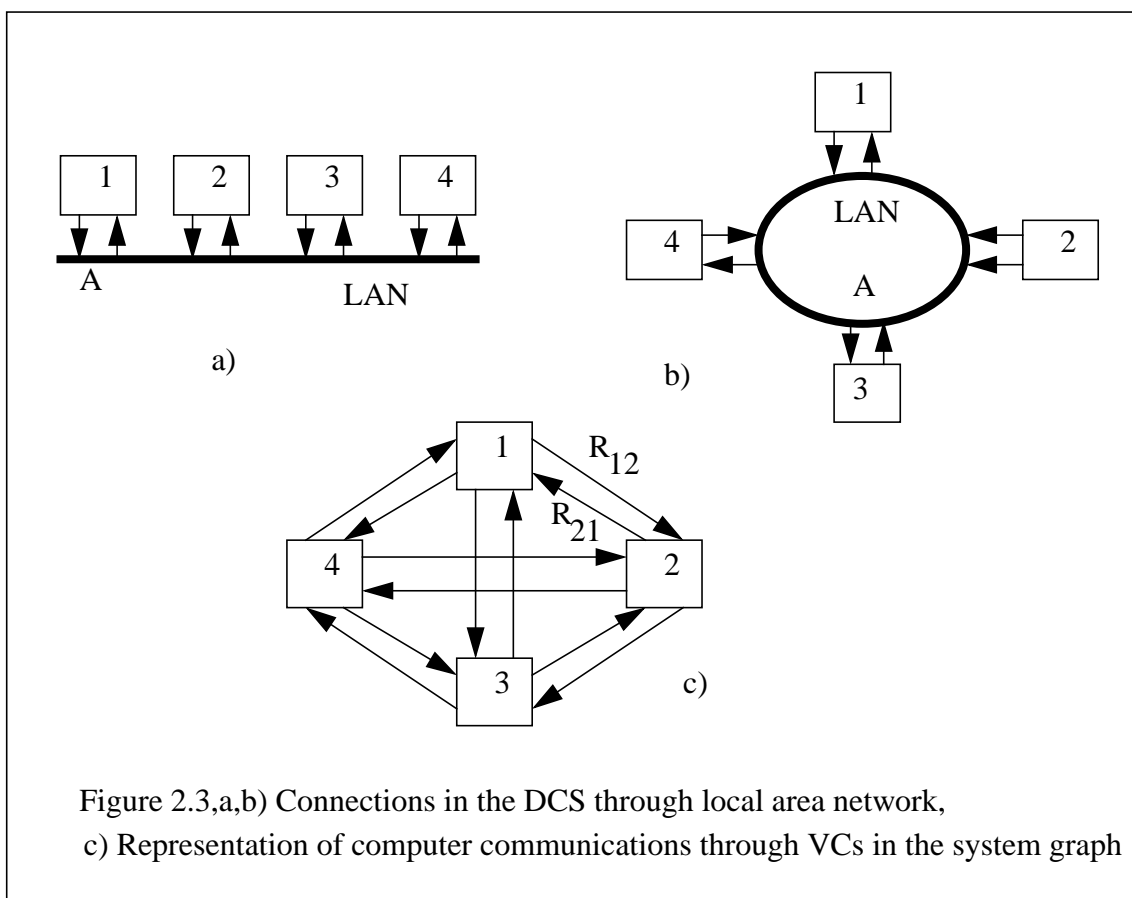 1 2 3 4
A
LAN
a)
1
LAN
4 2
A
3
b)
1
R12
R21
4 2
3
c)
Figure 2.3,a,b) Connections in the DCS through local area network,
c) Representation of computer communications through VCs in the system graph